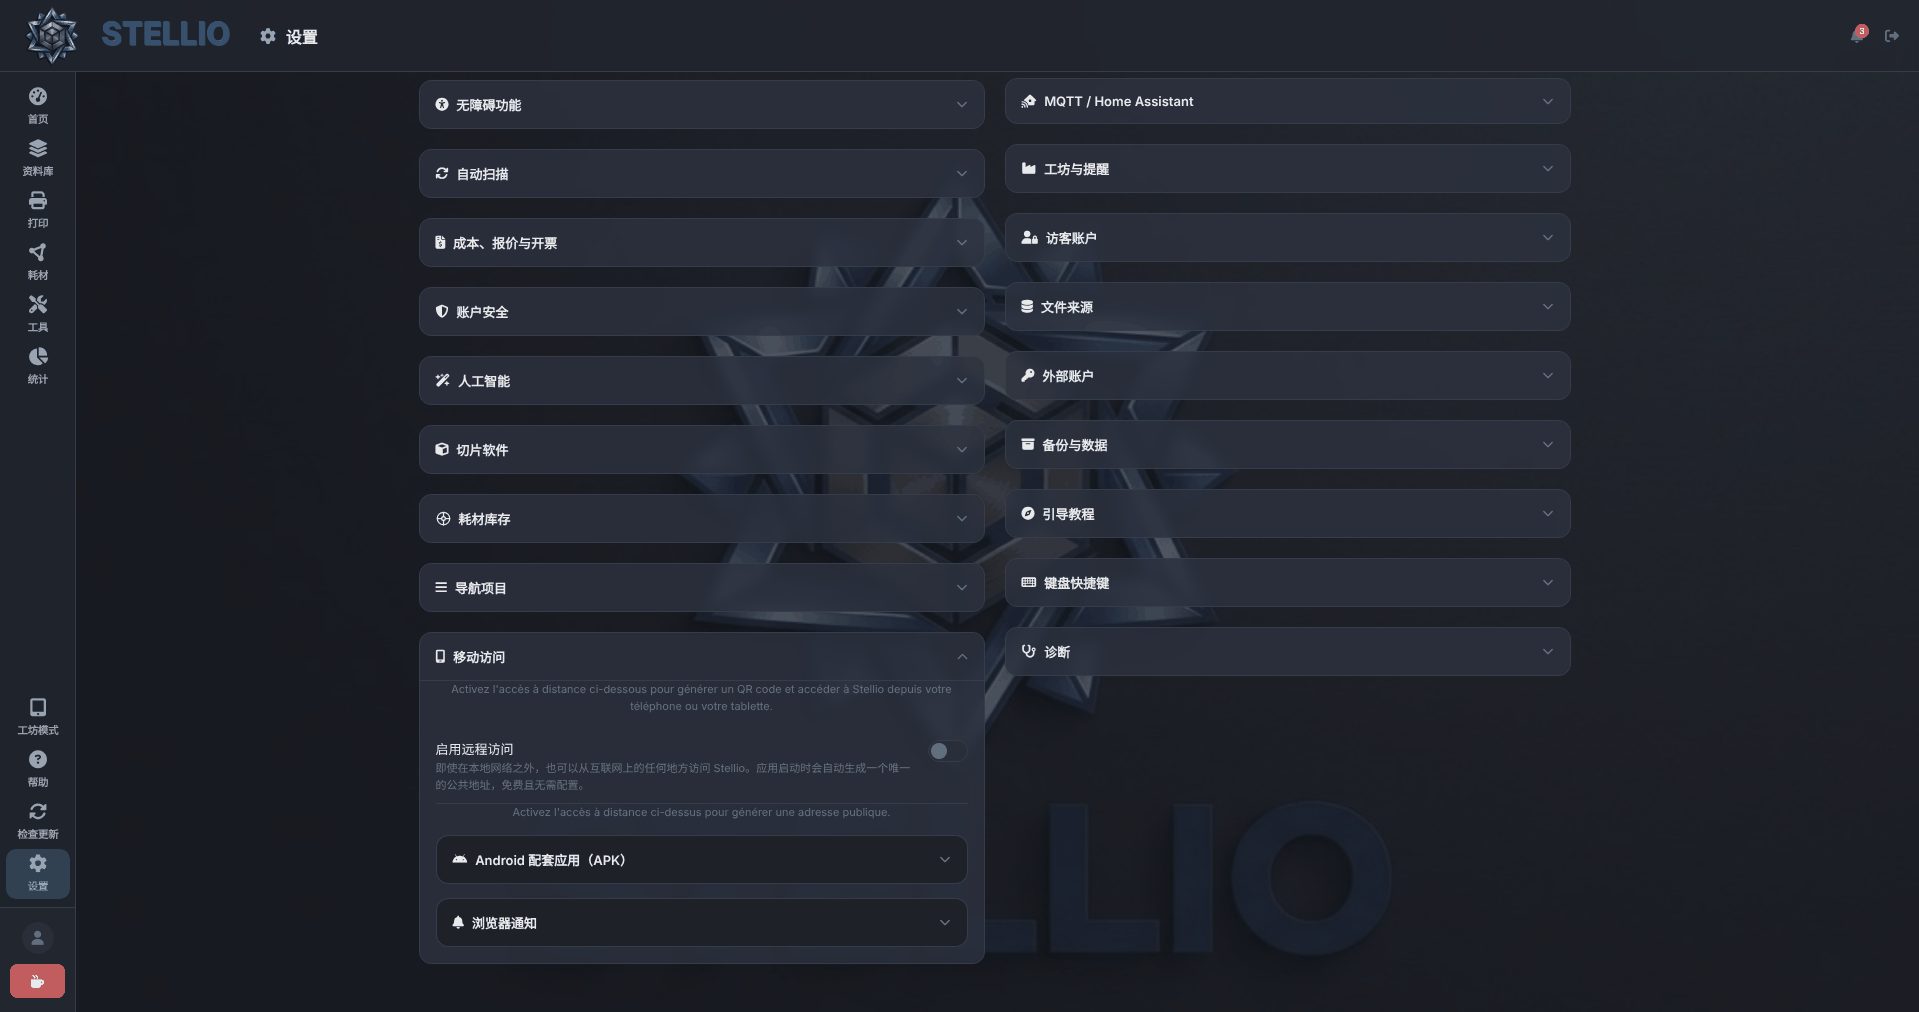 STELLIO
设置
3
首页
资料库
打印
耗材
工具
统计
工坊模式
帮助
检查更新
设置
无障碍功能
自动扫描
成本、报价与开票
账户安全
人工智能
切片软件
耗材库存
导航项目
移动访问
Activez l'accès à distance ci-dessous pour générer un QR code et accéder à Stellio depuis votre
téléphone ou votre tablette.
启用远程访问
即使在本地网络之外，也可以从互联网上的任何地方访问 Stellio。应用启动时会自动生成一个唯一
的公共地址，免费且无需配置。
Activez l'accès à distance ci-dessus pour générer une adresse publique.
Android 配套应用（APK）
浏览器通知
MQTT / Home Assistant
工坊与提醒
访客账户
文件来源
外部账户
备份与数据
引导教程
键盘快捷键
诊断
LLIO